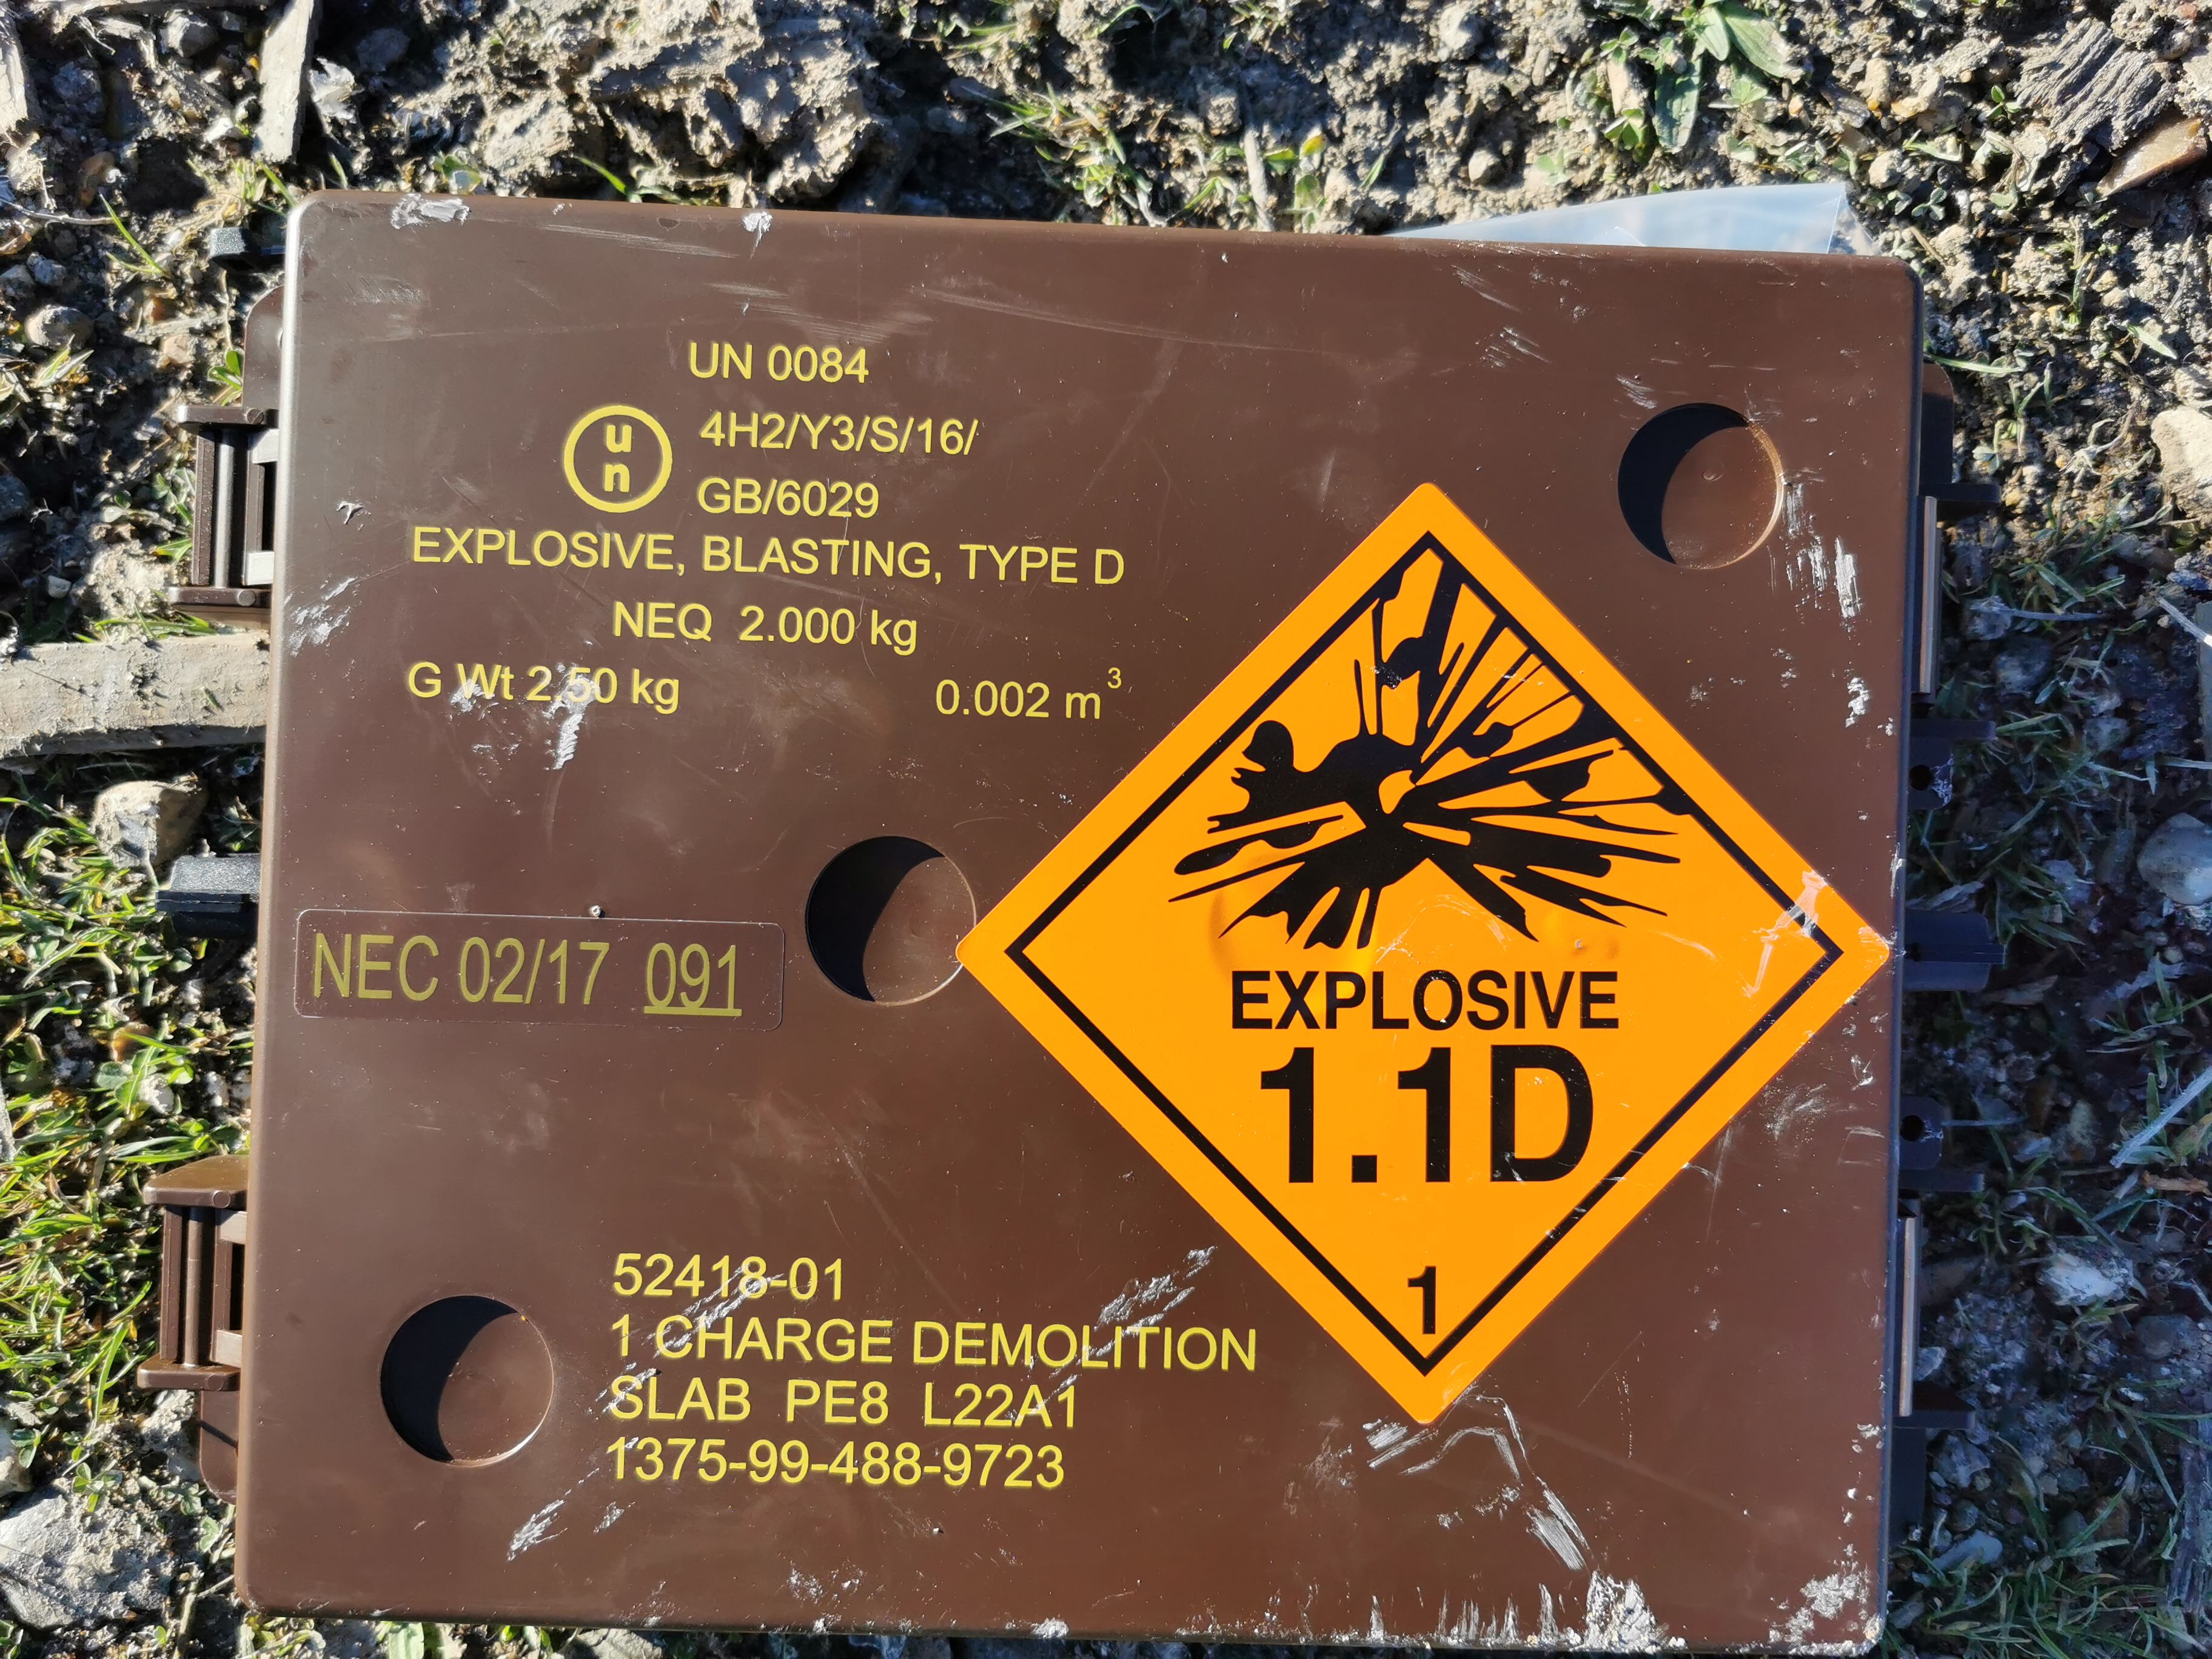 UN 0084
un
4H2/Y3/S/16/
GB/6029
EXPLOSIVE, BLASTING, TYPE D
NEQ 2.000 kg
G Wt 2.50 kg 0.002 m³
NEC 02/17 091
EXPLOSIVE
1.1D
1
52418-01
1 CHARGE DEMOLITION
SLAB PE8 L22A1
1375-99-488-9723